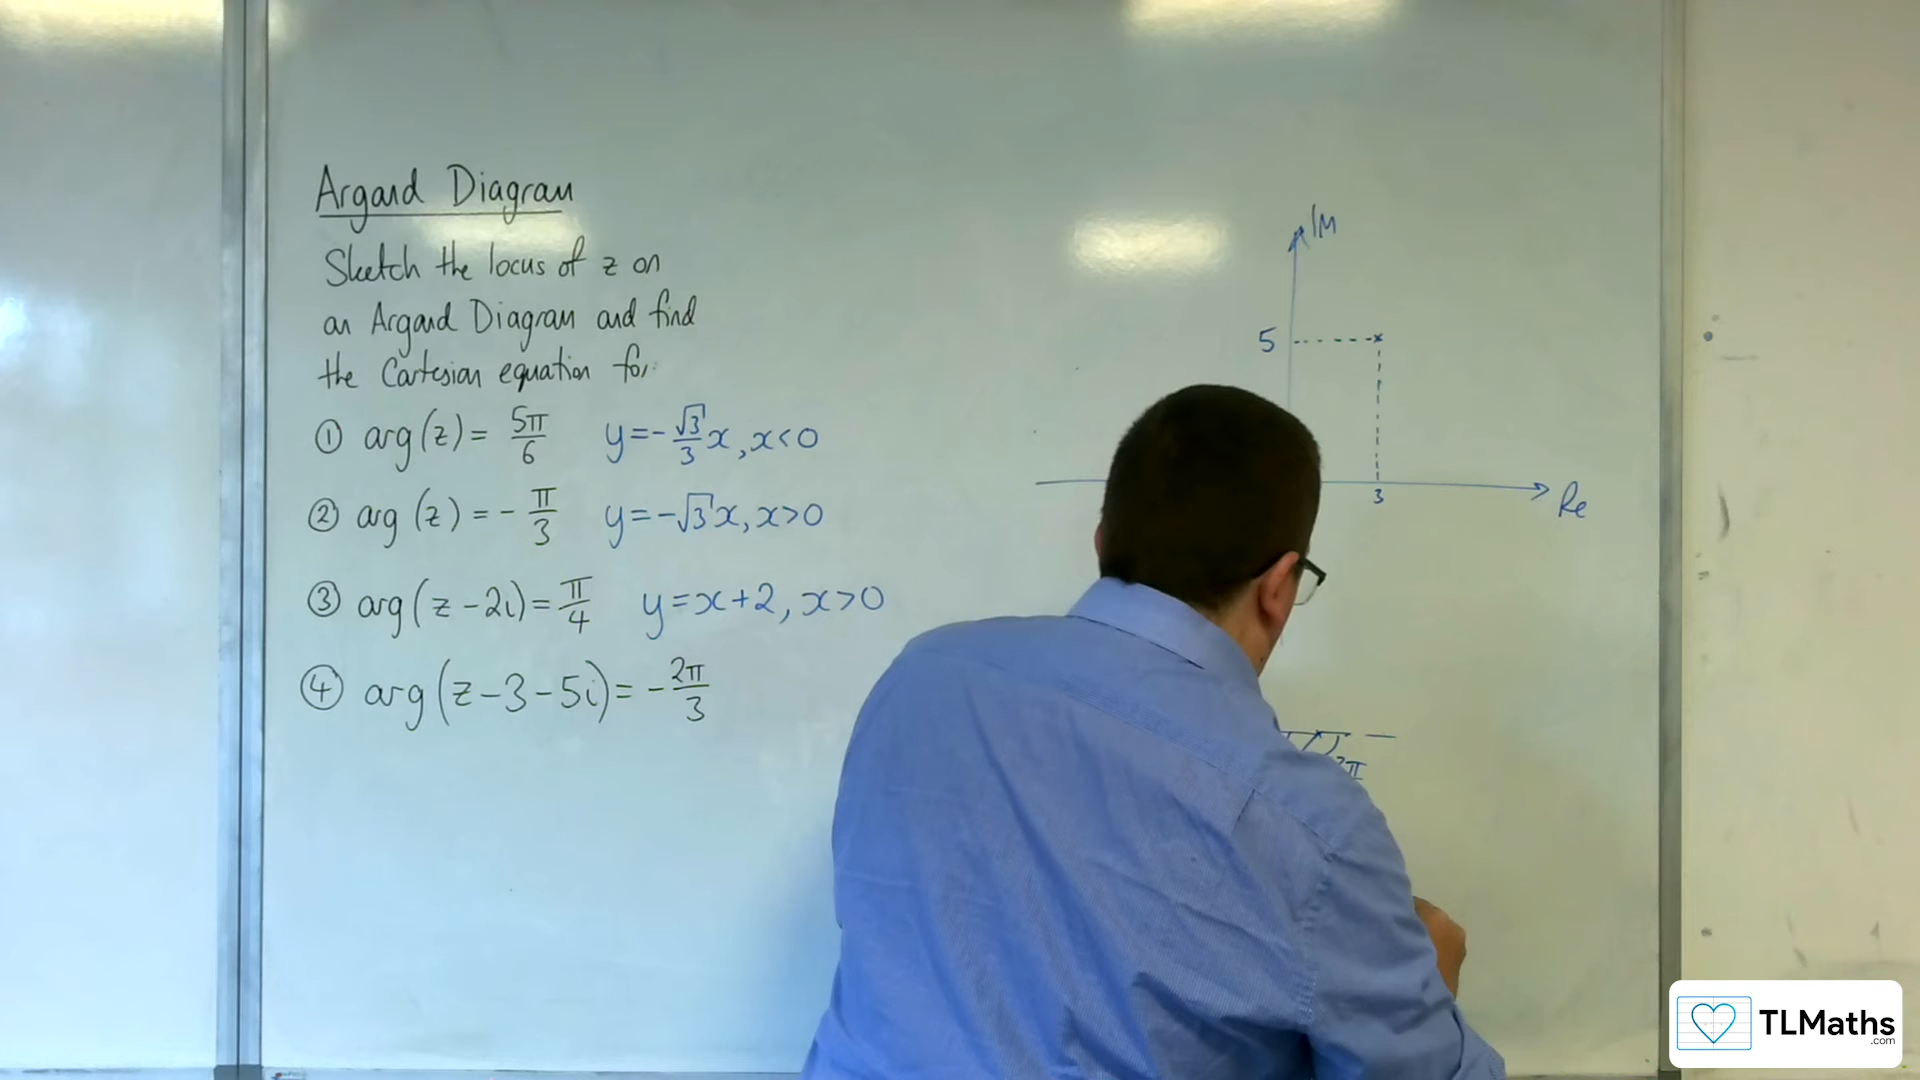 Argand Diagram
Sketch the locus of z on
an Argand Diagram and find
the Cartesian equation for:
① arg(z) = 5π/6 y=-√3/3 x, x<0
② arg(z) = -π/3 y=-√3x, x>0
③ arg(z-2i) = π/4 y=x+2, x>0
④ arg(z-3-5i) = -2π/3
Im
5
3
Re
TLMaths
.com